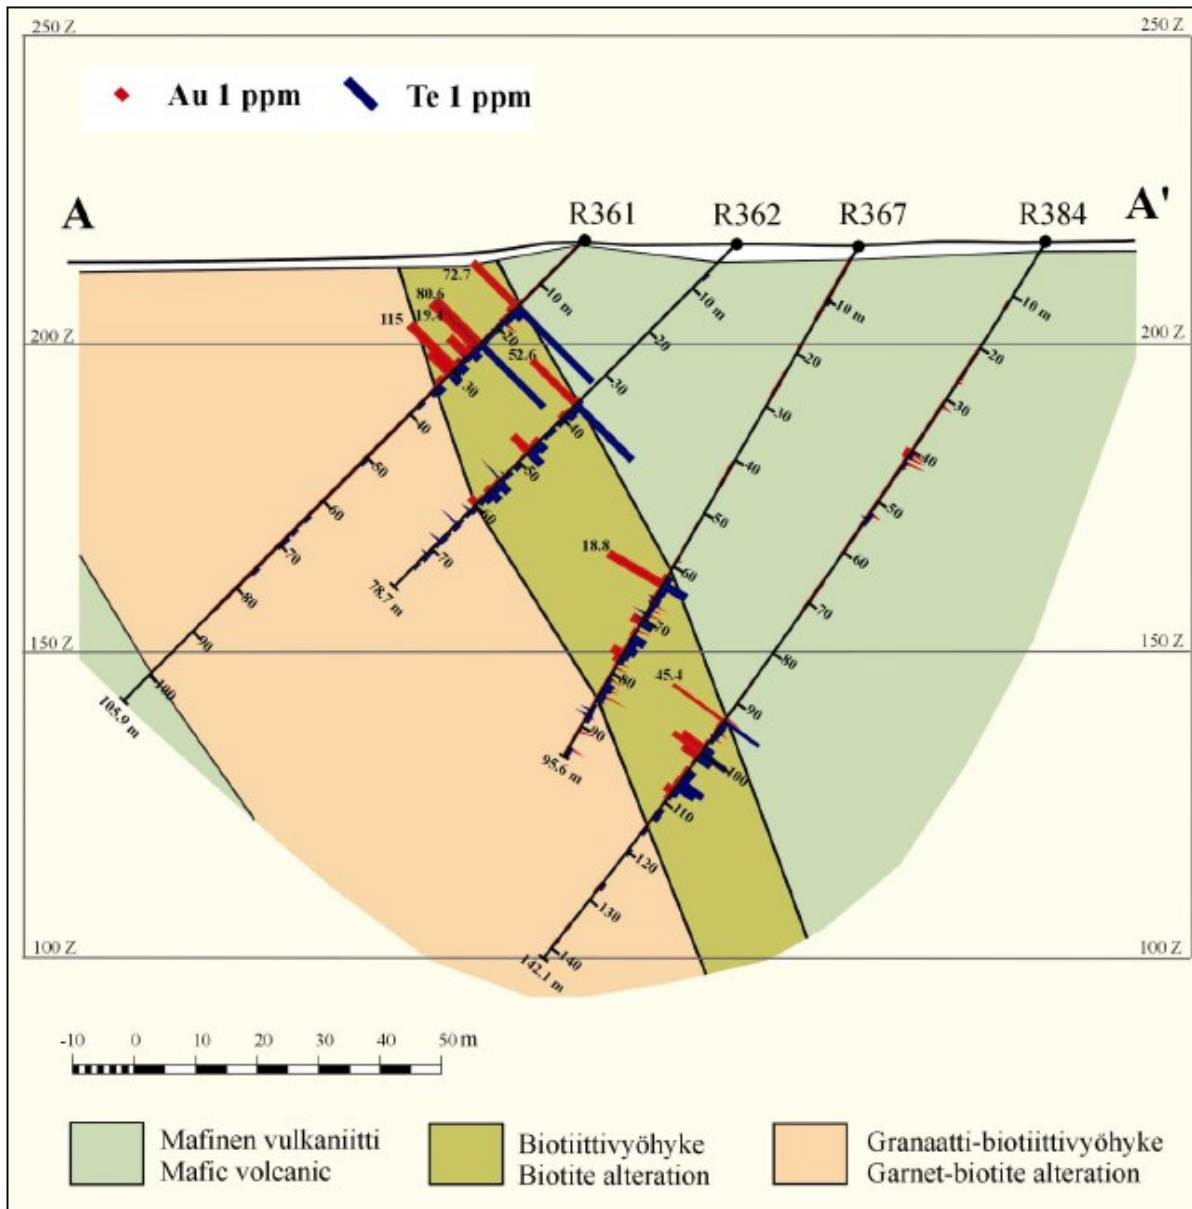 250 Z
250 Z
Au 1 ppm
Te 1 ppm
A
R361
R362
R367
R384
A'
72.7
80.6
19.4
115
52.6
10 m
20
30
40
50
60
70
80
90
100
105.9 m
10 m
20
30
40
50
60
70
78.7 m
10 m
20
30
40
50
60
70
80
90
95.6 m
18.8
10 m
20
30
40
50
60
70
80
90
100
110
120
130
140
142.1 m
45.4
200 Z
200 Z
150 Z
150 Z
100 Z
100 Z
-10 0 10 20 30 40 50 m
Mafinen vulkaniitti
Mafic volcanic
Biotiittivyöhyke
Biotite alteration
Granaatti-biotiittivyöhyke
Garnet-biotite alteration